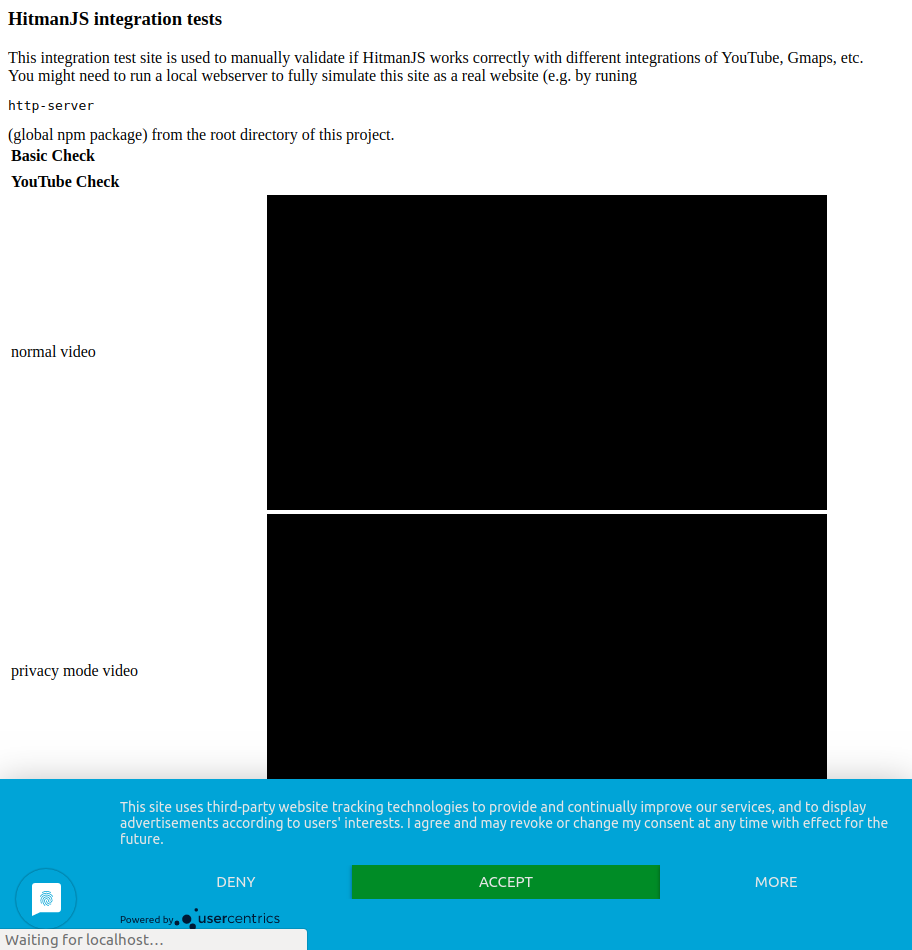 HitmanJS integration tests
This integration test site is used to manually validate if HitmanJS works correctly with different integrations of YouTube, Gmaps, etc.
You might need to run a local webserver to fully simulate this site as a real website (e.g. by runing
http-server
(global npm package) from the root directory of this project.
Basic Check
YouTube Check
normal video
privacy mode video
This site uses third-party website tracking technologies to provide and continually improve our services, and to display
advertisements according to users' interests. I agree and may revoke or change my consent at any time with effect for the
future.
DENY ACCEPT MORE
Powered by usercentrics
Waiting for localhost…